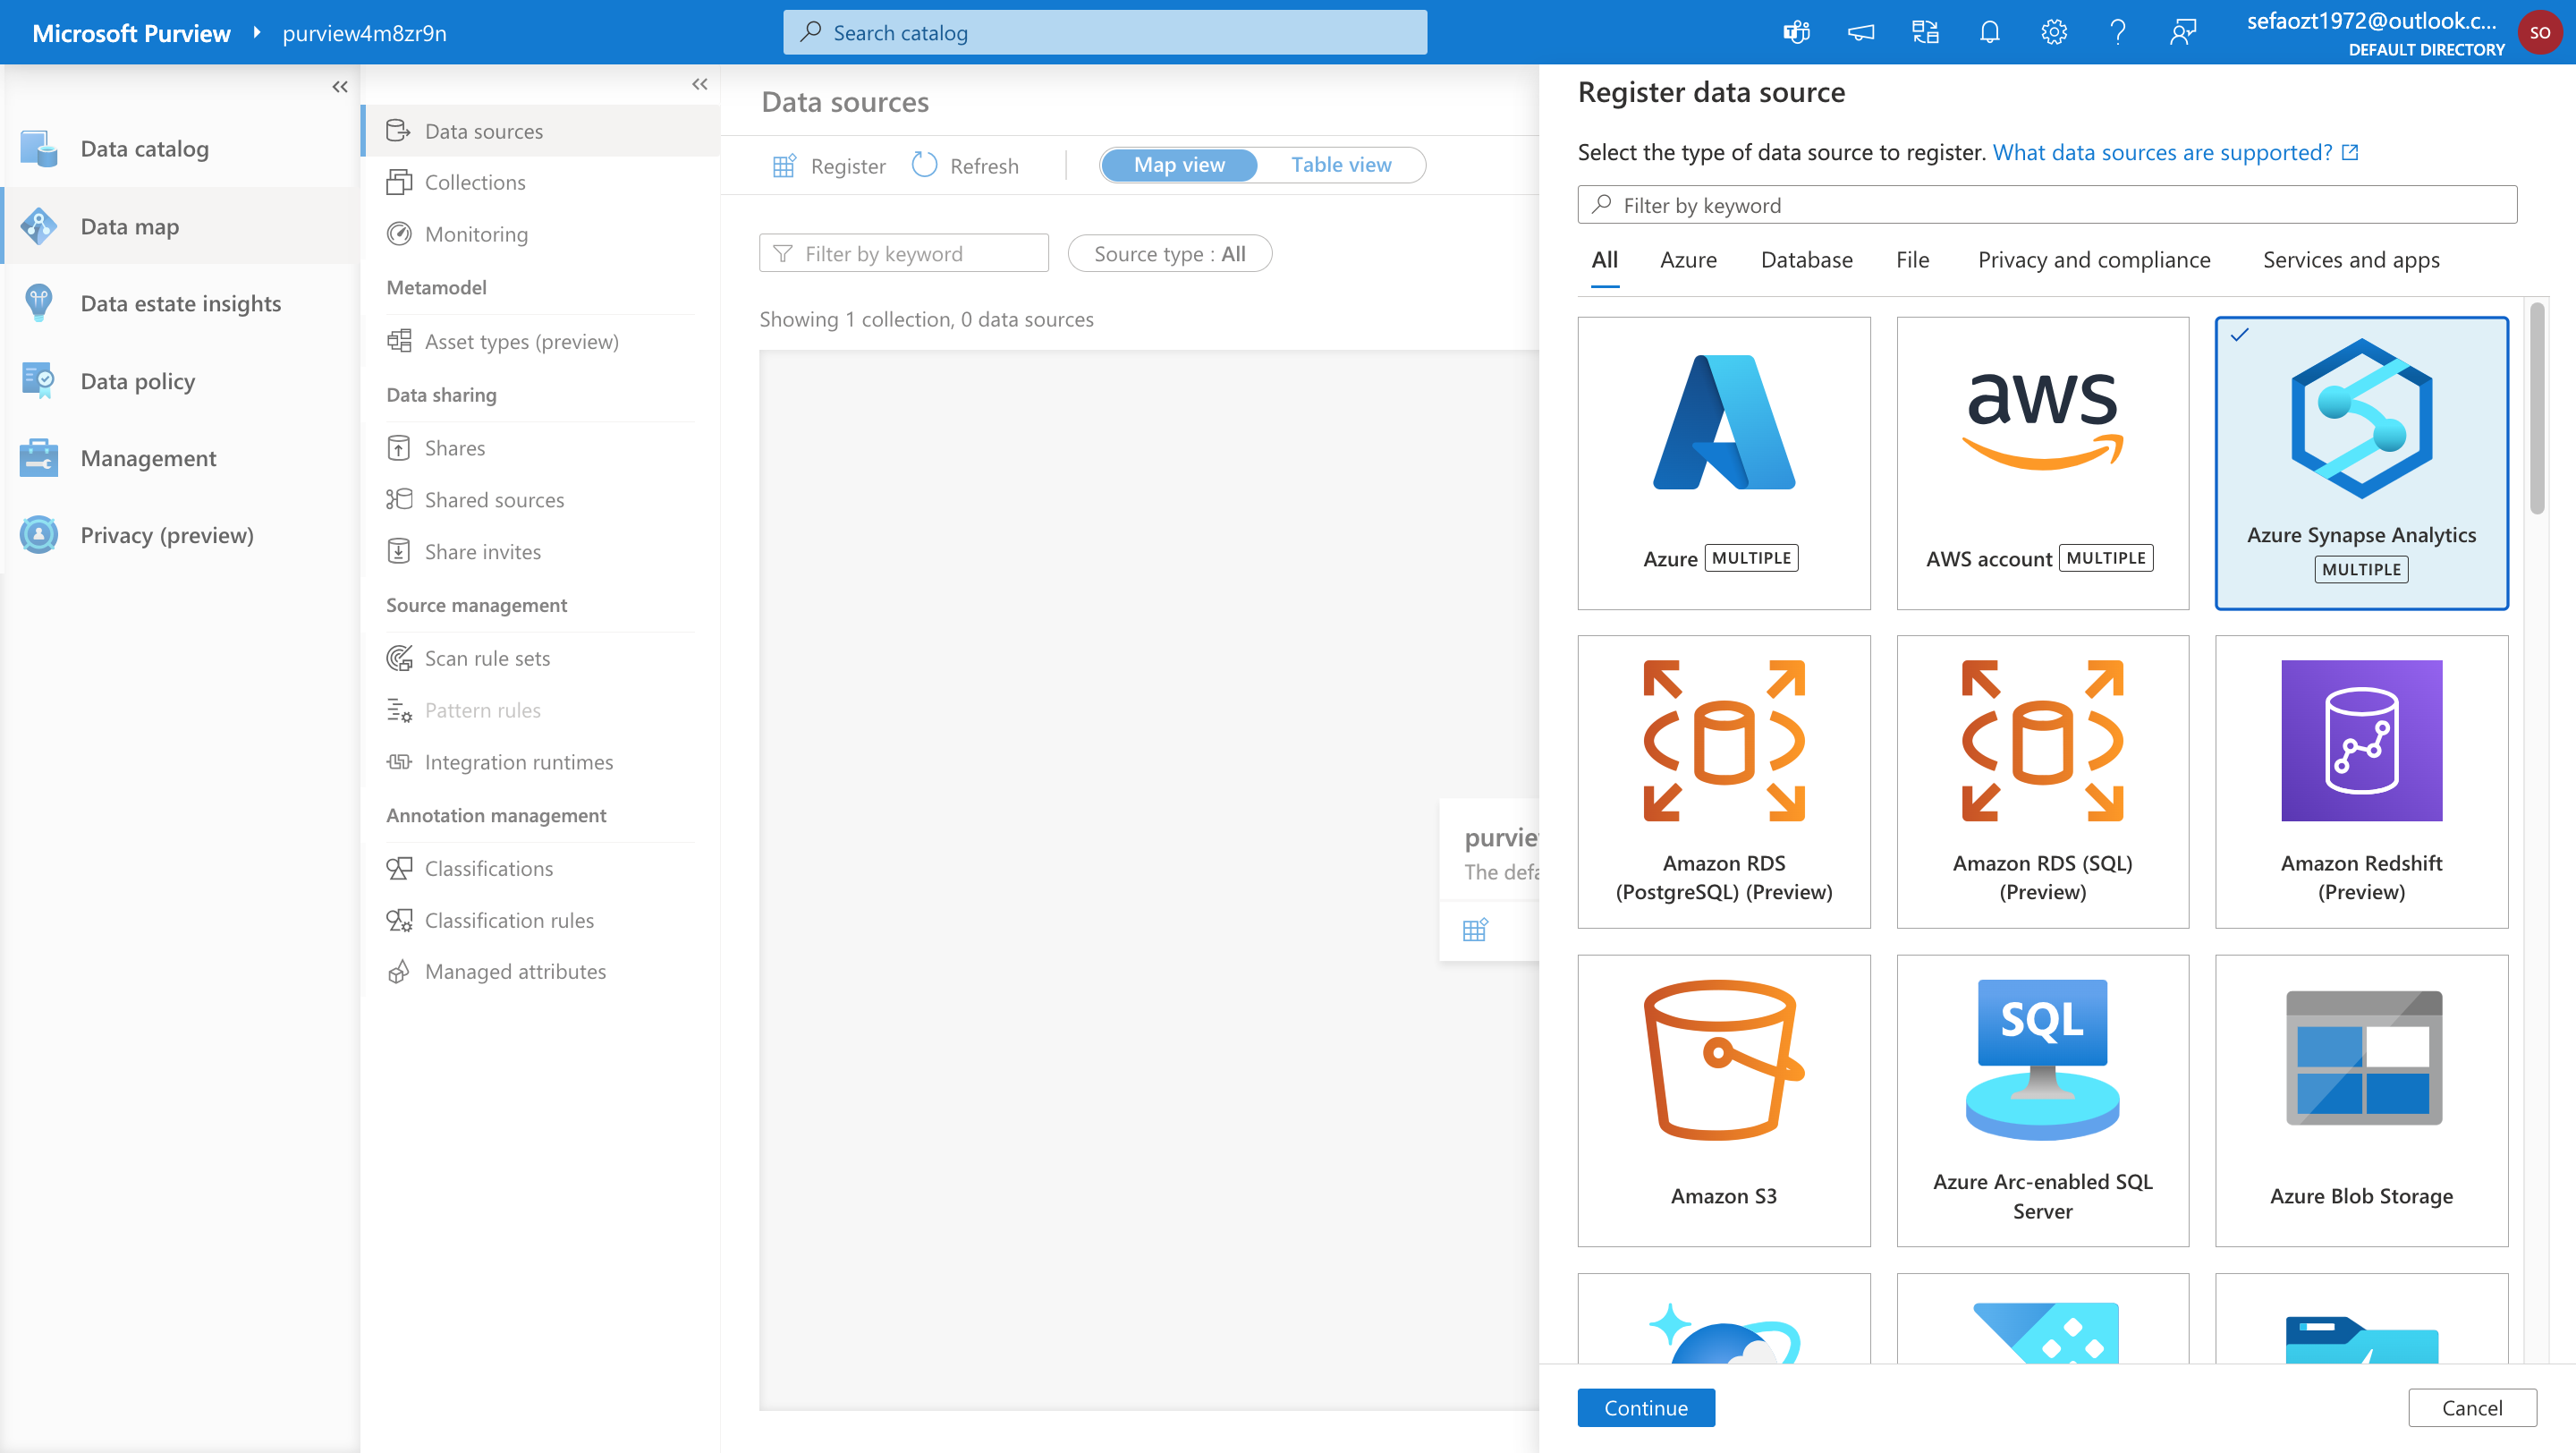 Microsoft Purview
purview4m8zr9n
Search catalog
sefaozt1972@outlook.c...
DEFAULT DIRECTORY
SO
Data catalog
Data map
Data estate insights
Data policy
Management
Privacy (preview)
Data sources
Collections
Monitoring
Metamodel
Asset types (preview)
Data sharing
Shares
Shared sources
Share invites
Source management
Scan rule sets
Pattern rules
Integration runtimes
Annotation management
Classifications
Classification rules
Managed attributes
Data sources
Register
Refresh
Map view
Table view
Filter by keyword
Source type : All
Showing 1 collection, 0 data sources
purview
The defa
Register data source
Select the type of data source to register. What data sources are supported?
Filter by keyword
All
Azure
Database
File
Privacy and compliance
Services and apps
Azure MULTIPLE
aws
AWS account MULTIPLE
Azure Synapse Analytics
MULTIPLE
Amazon RDS
(PostgreSQL) (Preview)
Amazon RDS (SQL)
(Preview)
Amazon Redshift
(Preview)
Amazon S3
SQL
Azure Arc-enabled SQL
Server
Azure Blob Storage
Continue
Cancel